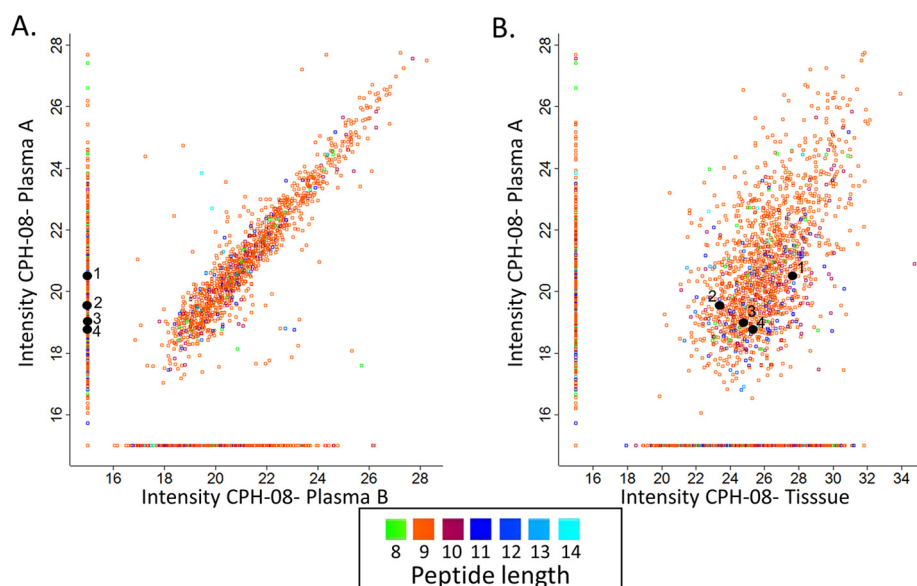 A.
Intensity CPH-08- Plasma A
28
26
24
22
20
18
16
1
2
3
4
16 18 20 22 24 26 28
Intensity CPH-08- Plasma B
B.
Intensity CPH-08- Plasma A
28
26
24
22
20
18
16
1
2
3
4
16 18 20 22 24 26 28 30 32 34
Intensity CPH-08- Tisssue
8 9 10 11 12 13 14
Peptide length